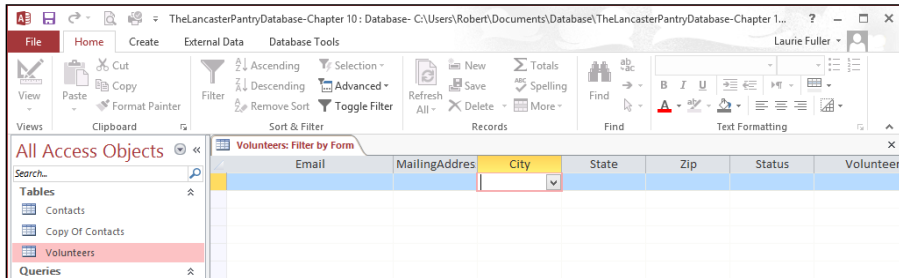 TheLancasterPantryDatabase-Chapter 10 : Database- C:\Users\Robert\Documents\Database\TheLancasterPantryDatabase-Chapter 1... ?
File Home Create External Data Database Tools Laurie Fuller
View Paste Cut Copy Format Painter
Filter Ascending Descending Remove Sort Selection Advanced Toggle Filter
Refresh All New Save Delete Totals Spelling More
Find ab ac
B I U A
Views Clipboard Sort & Filter Records Find Text Formatting
All Access Objects Volunteers: Filter by Form
Search... Email MailingAddres City State Zip Status Volunteer
Tables
Contacts
Copy Of Contacts
Volunteers
Queries